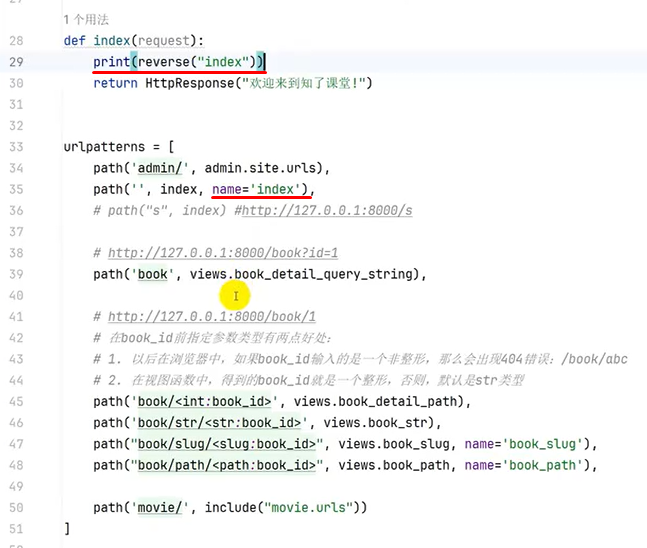 1 个用法
28 def index(request):
29 print(reverse("index"))
30 return HttpResponse("欢迎来到知了课堂!")
31
32
33 urlpatterns = [
34 path('admin/', admin.site.urls),
35 path('', index, name='index'),
36 # path("s", index) #http://127.0.0.1:8000/s
37
38 # http://127.0.0.1:8000/book?id=1
39 path('book', views.book_detail_query_string),
40
41 # http://127.0.0.1:8000/book/1
42 # 在book_id前指定参数类型有两点好处:
43 # 1. 以后在浏览器中，如果book_id输入的是一个非整形，那么会出现404错误：/book/abc
44 # 2. 在视图函数中，得到的book_id就是一个整形，否则，默认是str类型
45 path('book/<int:book_id>', views.book_detail_path),
46 path('book/str/<str:book_id>', views.book_str),
47 path("book/slug/<slug:book_id>", views.book_slug, name='book_slug'),
48 path("book/path/<path:book_id>", views.book_path, name='book_path'),
49
50 path('movie/', include("movie.urls"))
51 ]